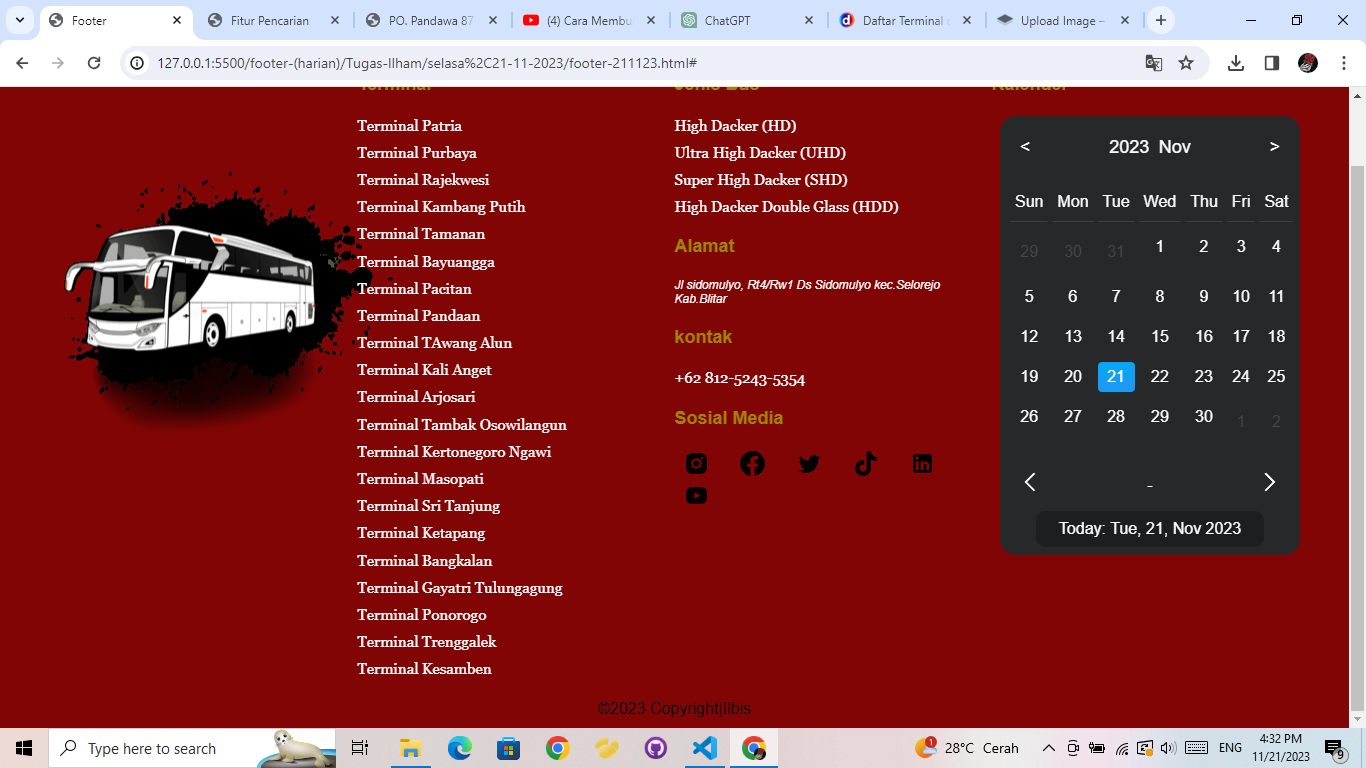 Footer
Fitur Pencarian
PO. Pandawa 87
(4) Cara Membu
ChatGPT
Daftar Terminal
Upload Image –
127.0.0.1:5500/footer-(harian)/Tugas-Ilham/selasa%2C21-11-2023/footer-211123.html#
Terminal
Terminal Patria
Terminal Purbaya
Terminal Rajekwesi
Terminal Kambang Putih
Terminal Tamanan
Terminal Bayuangga
Terminal Pacitan
Terminal Pandaan
Terminal TAwang Alun
Terminal Kali Anget
Terminal Arjosari
Terminal Tambak Osowilangun
Terminal Kertonegoro Ngawi
Terminal Masopati
Terminal Sri Tanjung
Terminal Ketapang
Terminal Bangkalan
Terminal Gayatri Tulungagung
Terminal Ponorogo
Terminal Trenggalek
Terminal Kesamben
Jenis Bus
High Dacker (HD)
Ultra High Dacker (UHD)
Super High Dacker (SHD)
High Dacker Double Glass (HDD)
Alamat
Jl sidomulyo, Rt4/Rw1 Ds Sidomulyo kec.Selorejo
Kab.Blitar
kontak
+62 812-5243-5354
Sosial Media
Kalender
< 2023 Nov >
Sun Mon Tue Wed Thu Fri Sat
29 30 31 1 2 3 4
5 6 7 8 9 10 11
12 13 14 15 16 17 18
19 20 21 22 23 24 25
26 27 28 29 30 1 2
-
Today: Tue, 21, Nov 2023
©2023 Copyright|Ilbis
Type here to search
1
28°C Cerah
ENG
4:32 PM
11/21/2023
9